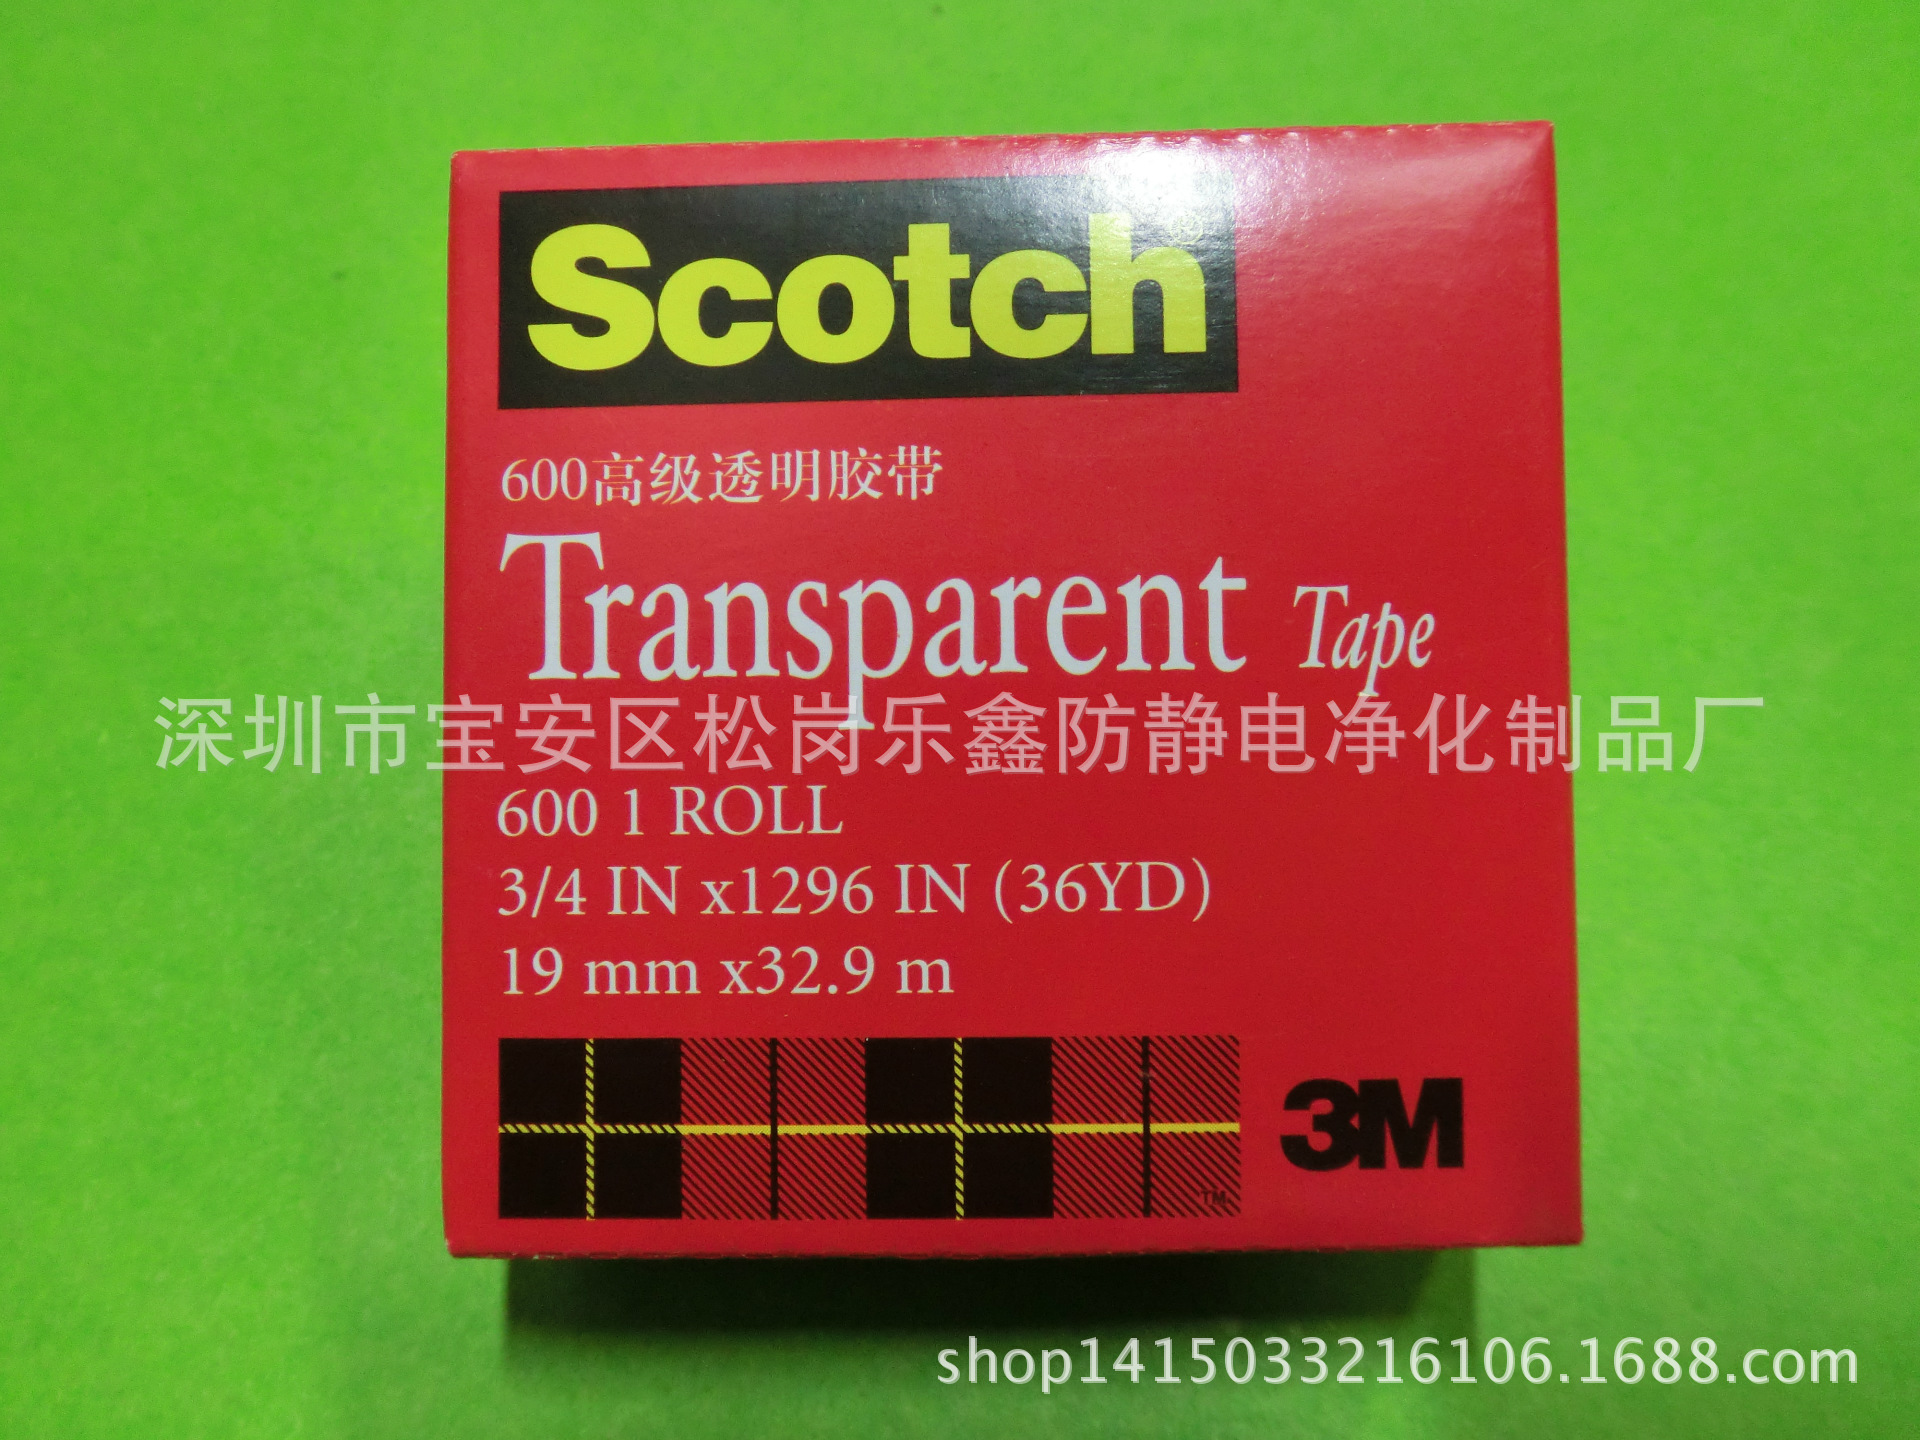 Scotch®
600高级透明胶带
Transparent Tape
深圳市宝安区松岗乐鑫防静电净化制品厂
600 1 ROLL
3/4 IN x1296 IN (36YD)
19 mm x32.9 m
3M
TM
shop1415033216106.1688.com